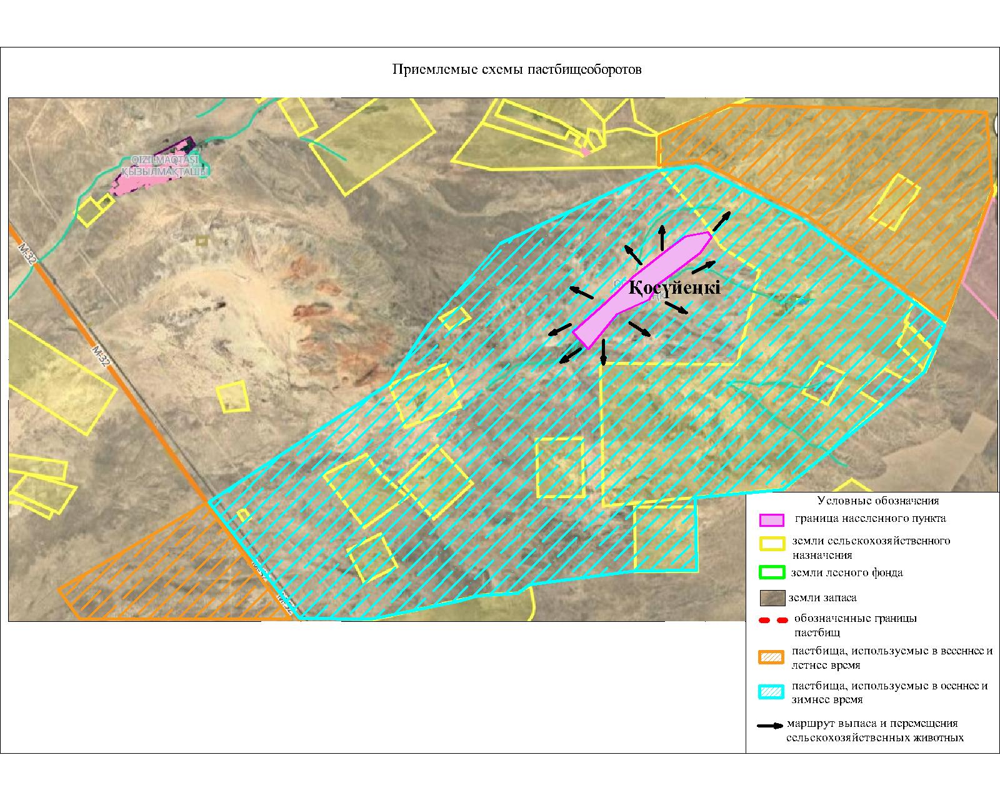 Приемлемые схемы пастбищеоборотов
QIZILMAQTASI
ҚЫЗЫЛМАҚТАШЫ
M-32
M-32
Қосүйеңкі
M-32
M-32
Условные обозначения
граница населенного пункта
земли сельскохозяйственного
назначения
земли лесного фонда
земли запаса
обозначенные границы
пастбищ
пастбища, используемые в весеннее и
летнее время
пастбища, используемые в осеннее и
зимнее время
маршрут выпаса и перемещения
сельскохозяйственных животных